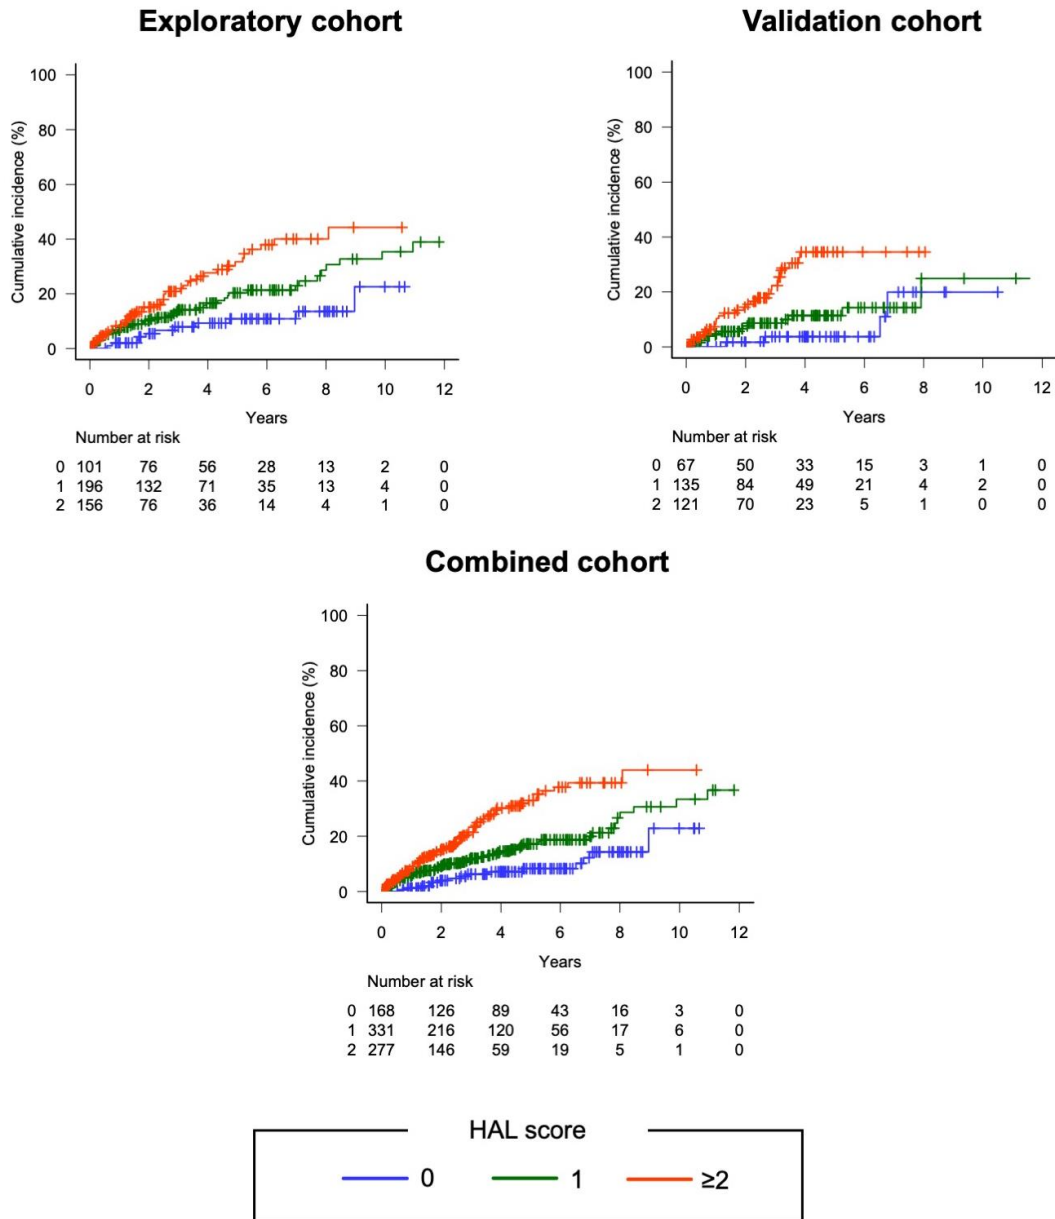 Exploratory cohort
Cumulative incidence (%)
100
80
60
40
20
0
0 2 4 6 8 10 12
Years
Number at risk
0 101 76 56 28 13 2 0
1 196 132 71 35 13 4 0
2 156 76 36 14 4 1 0
Validation cohort
Cumulative incidence (%)
100
80
60
40
20
0
0 2 4 6 8 10 12
Years
Number at risk
0 67 50 33 15 3 1 0
1 135 84 49 21 4 2 0
2 121 70 23 5 1 0 0
Combined cohort
Cumulative incidence (%)
100
80
60
40
20
0
0 2 4 6 8 10 12
Years
Number at risk
0 168 126 89 43 16 3 0
1 331 216 120 56 17 6 0
2 277 146 59 19 5 1 0
HAL score
0 1 ≥2